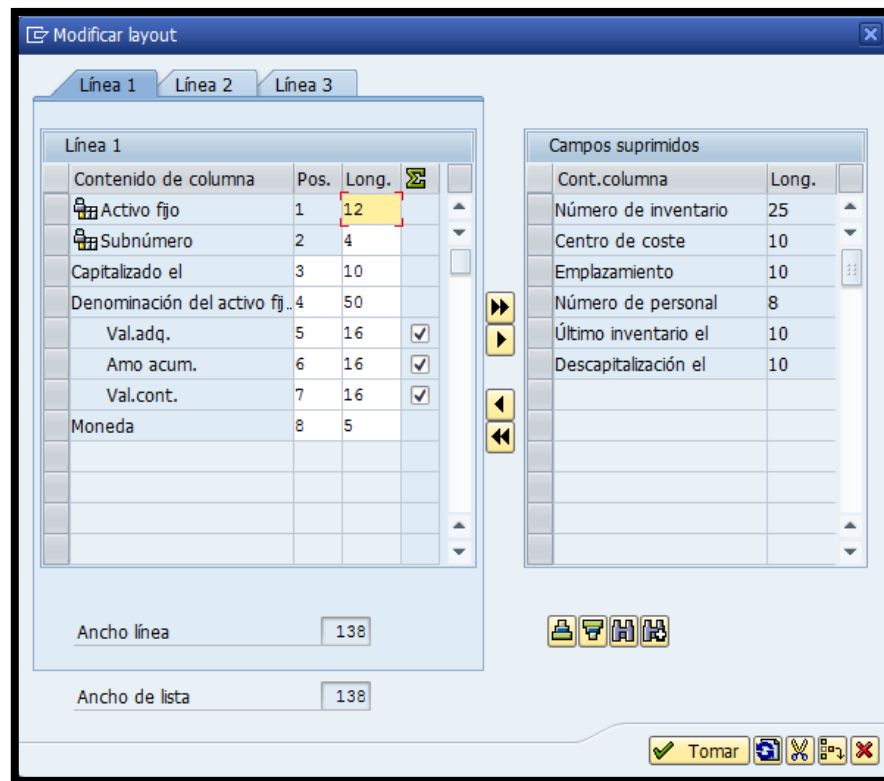 Modificar layout
Línea 1 Línea 2 Línea 3
Línea 1
Contenido de columna Pos. Long.
Activo fijo 1 12
Subnúmero 2 4
Capitalizado el 3 10
Denominación del activo fij.. 4 50
Val.adq. 5 16
Amo acum. 6 16
Val.cont. 7 16
Moneda 8 5
Ancho línea 138
Ancho de lista 138
Campos suprimidos
Cont.columna Long.
Número de inventario 25
Centro de coste 10
Emplazamiento 10
Número de personal 8
Último inventario el 10
Descapitalización el 10
Tomar